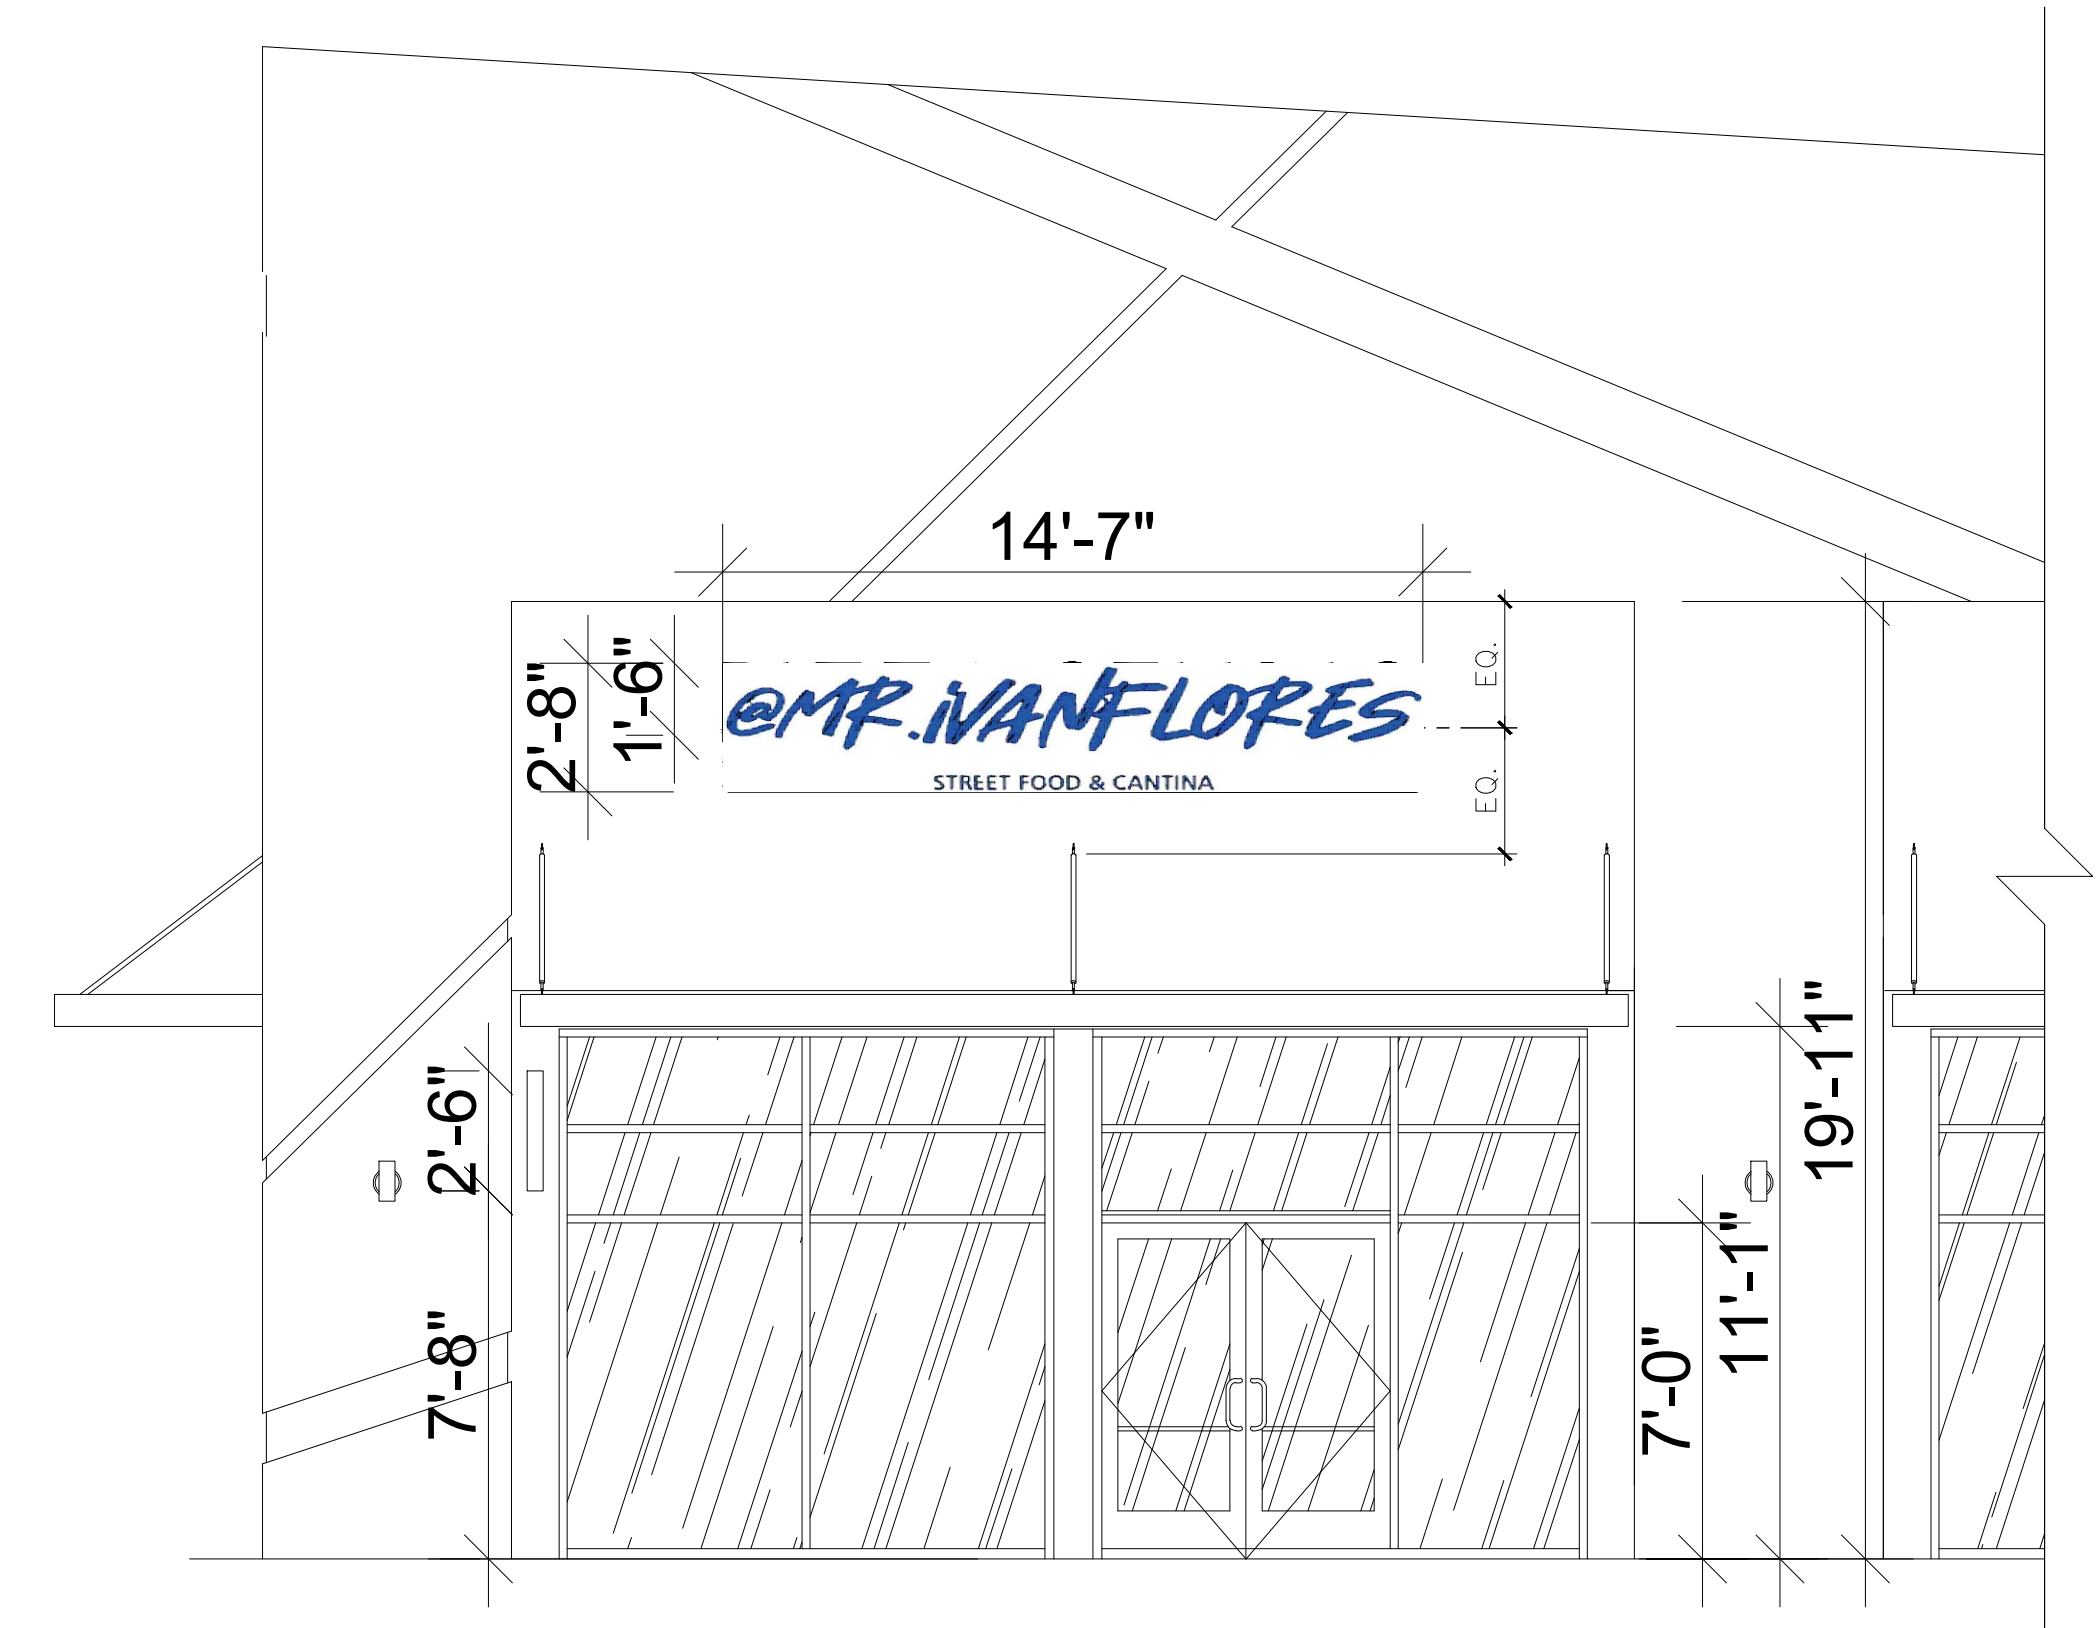 14'-7"
2'-8"
1'-6"
EQ.
@MR.iVANFLORES
STREET FOOD & CANTINA
EQ.
2'-6"
7'-8"
19'-11"
11'-1"
7'-0"